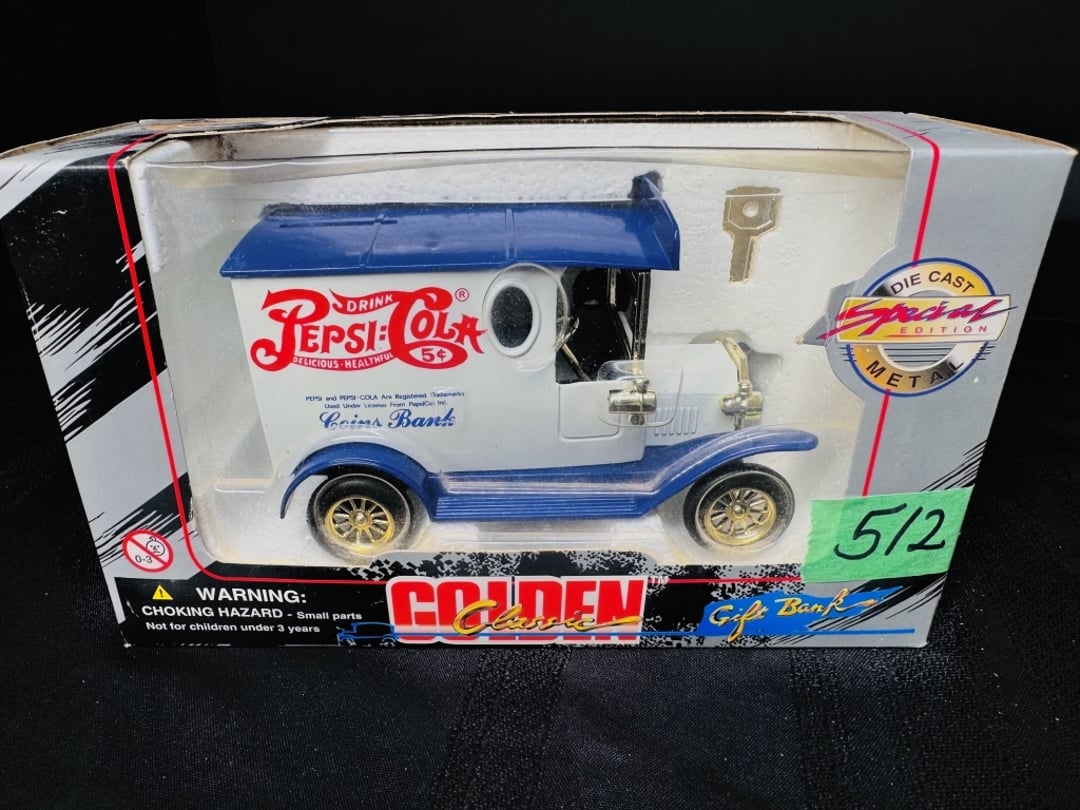 DRINK
PEPSI:COLA®
DELICIOUS-HEALTHFUL
5¢
PEPSI and PEPSI-COLA Are Registered Trademarks
Used Under License From PepsiCo. Inc.
Coins Bank
DIE CAST
Special
EDITION
METAL
512
0-3
WARNING:
CHOKING HAZARD - Small parts
Not for children under 3 years
GOLDEN™
Classic
Gift Bank